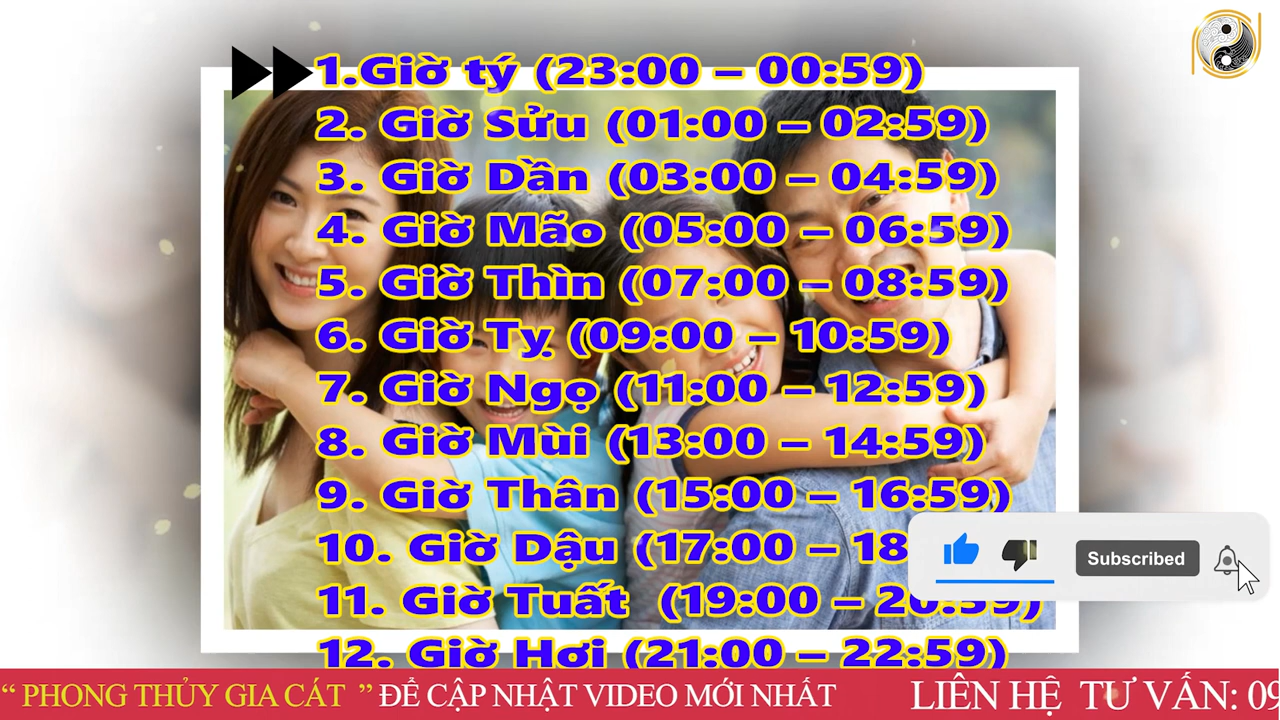 1.Giờ tý (23:00 – 00:59)
2. Giờ Sửu (01:00 – 02:59)
3. Giờ Dần (03:00 – 04:59)
4. Giờ Mão (05:00 – 06:59)
5. Giờ Thìn (07:00 – 08:59)
6. Giờ Tỵ (09:00 – 10:59)
7. Giờ Ngọ (11:00 – 12:59)
8. Giờ Mùi (13:00 – 14:59)
9. Giờ Thân (15:00 – 16:59)
10. Giờ Dậu (17:00 – 18
Subscribed
11. Giờ Tuất (19:00 – 20:59)
12. Giờ Hợi (21:00 – 22:59)
“ PHONG THỦY GIA CÁT ” ĐỂ CẬP NHẬT VIDEO MỚI NHẤT LIÊN HỆ TƯ VẤN: 09